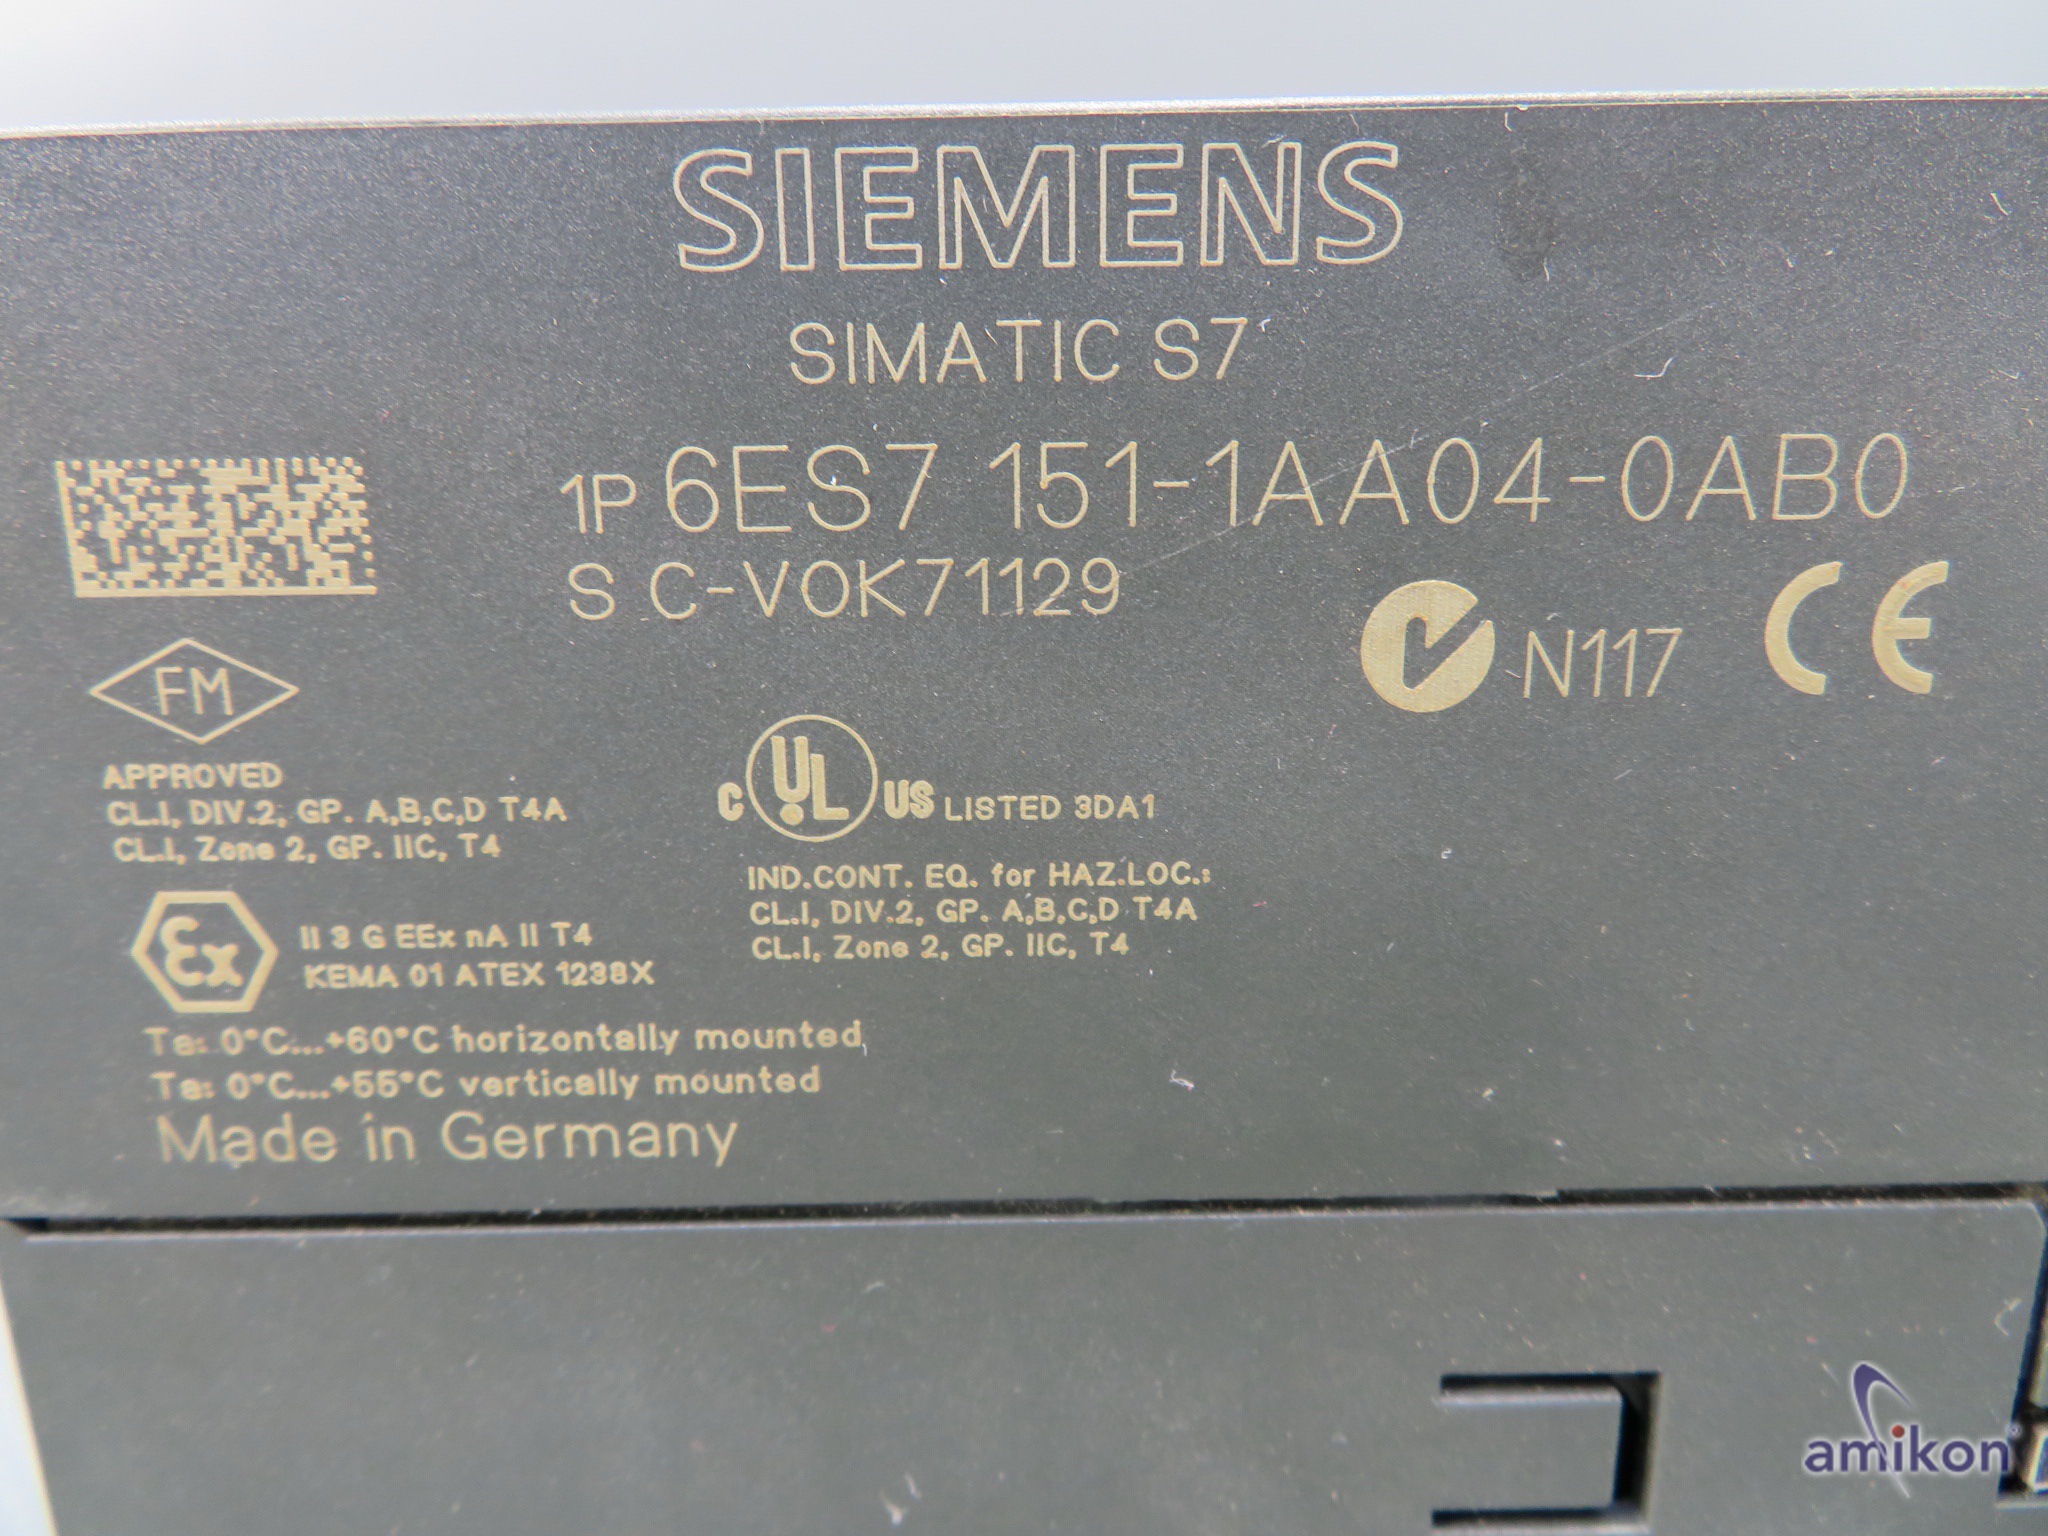 SIEMENS
SIMATIC S7
1P 6ES7 151-1AA04-0AB0
S C-V0K71129
N117 CE
FM
APPROVED
CL.I, DIV.2, GP. A,B,C,D T4A
CL.I, Zone 2, GP. IIC, T4
C UL US LISTED 3DA1
IND.CONT. EQ. for HAZ.LOC.:
CL.I, DIV.2, GP. A,B,C,D T4A
CL.I, Zone 2, GP. IIC, T4
Ex II 3 G EEx nA II T4
KEMA 01 ATEX 1238X
Ta: 0°C...+60°C horizontally mounted
Ta: 0°C...+55°C vertically mounted
Made in Germany
amikon